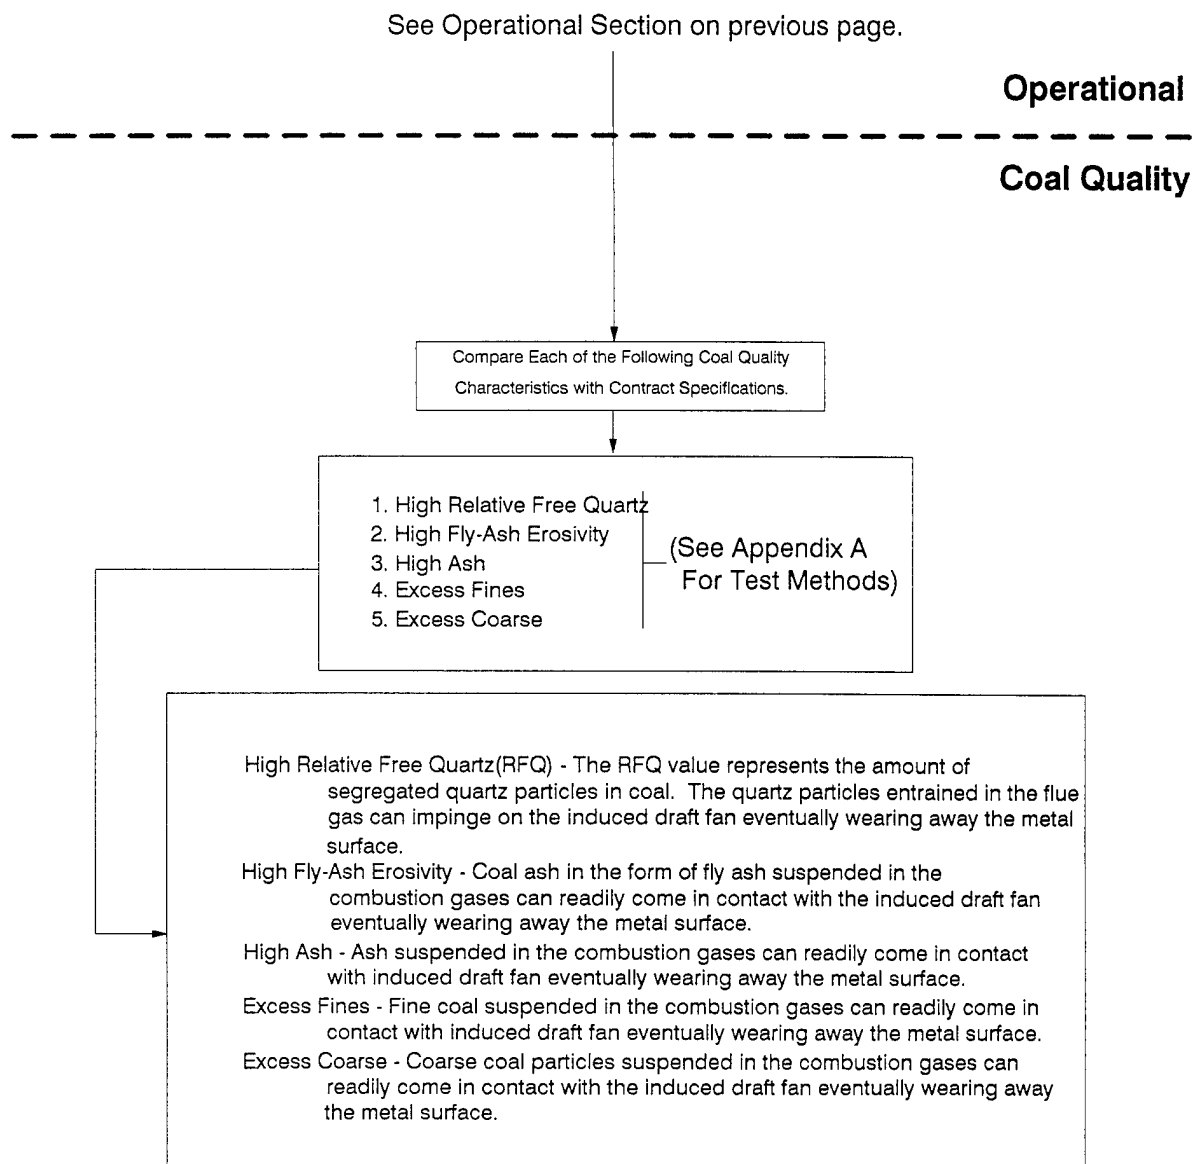 See Operational Section on previous page.
Operational
Coal Quality
Compare Each of the Following Coal Quality
Characteristics with Contract Specifications.
1. High Relative Free Quartz
2. High Fly-Ash Erosivity
3. High Ash
4. Excess Fines
5. Excess Coarse
(See Appendix A
For Test Methods)
High Relative Free Quartz(RFQ) - The RFQ value represents the amount of
segregated quartz particles in coal. The quartz particles entrained in the flue
gas can impinge on the induced draft fan eventually wearing away the metal
surface.
High Fly-Ash Erosivity - Coal ash in the form of fly ash suspended in the
combustion gases can readily come in contact with the induced draft fan
eventually wearing away the metal surface.
High Ash - Ash suspended in the combustion gases can readily come in contact
with induced draft fan eventually wearing away the metal surface.
Excess Fines - Fine coal suspended in the combustion gases can readily come in
contact with induced draft fan eventually wearing away the metal surface.
Excess Coarse - Coarse coal particles suspended in the combustion gases can
readily come in contact with the induced draft fan eventually wearing away
the metal surface.